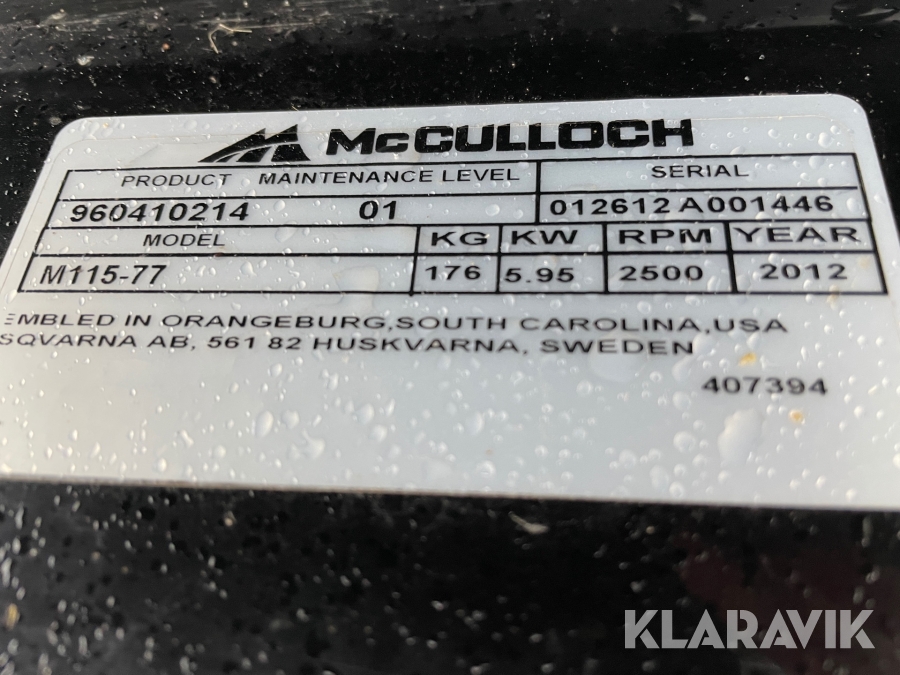 McCULLOCH
PRODUCT MAINTENANCE LEVEL SERIAL
960410214 01 012612 A001446
MODEL KG KW RPM YEAR
M115-77 176 5.95 2500 2012
EMBLED IN ORANGEBURG, SOUTH CAROLINA, USA
SQVARNA AB, 561 82 HUSKVARNA, SWEDEN
407394
KLARAVIK